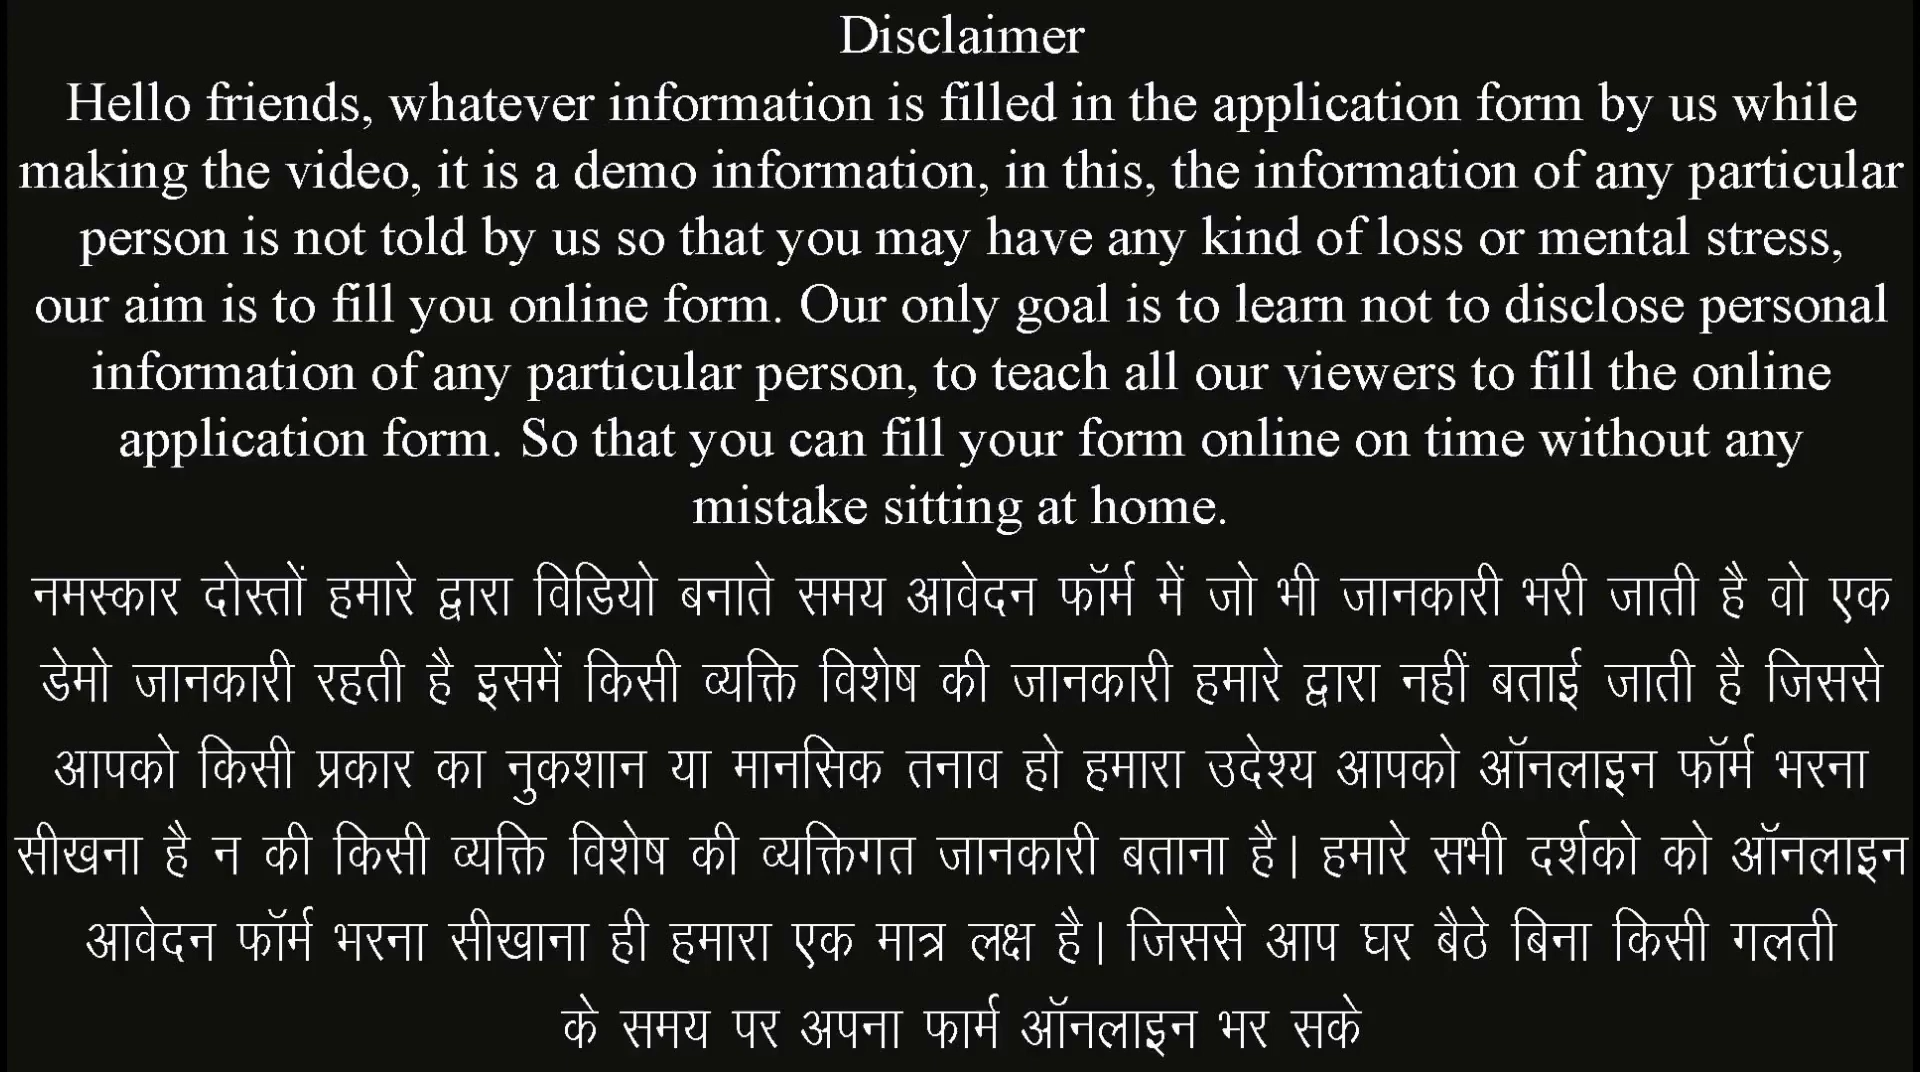 Disclaimer
Hello friends, whatever information is filled in the application form by us while
making the video, it is a demo information, in this, the information of any particular
person is not told by us so that you may have any kind of loss or mental stress,
our aim is to fill you online form. Our only goal is to learn not to disclose personal
information of any particular person, to teach all our viewers to fill the online
application form. So that you can fill your form online on time without any
mistake sitting at home.
नमस्कार दोस्तों हमारे द्वारा विडियो बनाते समय आवेदन फॉर्म में जो भी जानकारी भरी जाती है वो एक
डेमो जानकारी रहती है इसमें किसी व्यक्ति विशेष की जानकारी हमारे द्वारा नहीं बताई जाती है जिससे
आपको किसी प्रकार का नुकशान या मानसिक तनाव हो हमारा उदेश्य आपको ऑनलाइन फॉर्म भरना
सीखना है न की किसी व्यक्ति विशेष की व्यक्तिगत जानकारी बताना है। हमारे सभी दर्शको को ऑनलाइन
आवेदन फॉर्म भरना सीखाना ही हमारा एक मात्र लक्ष है। जिससे आप घर बैठे बिना किसी गलती
के समय पर अपना फार्म ऑनलाइन भर सके